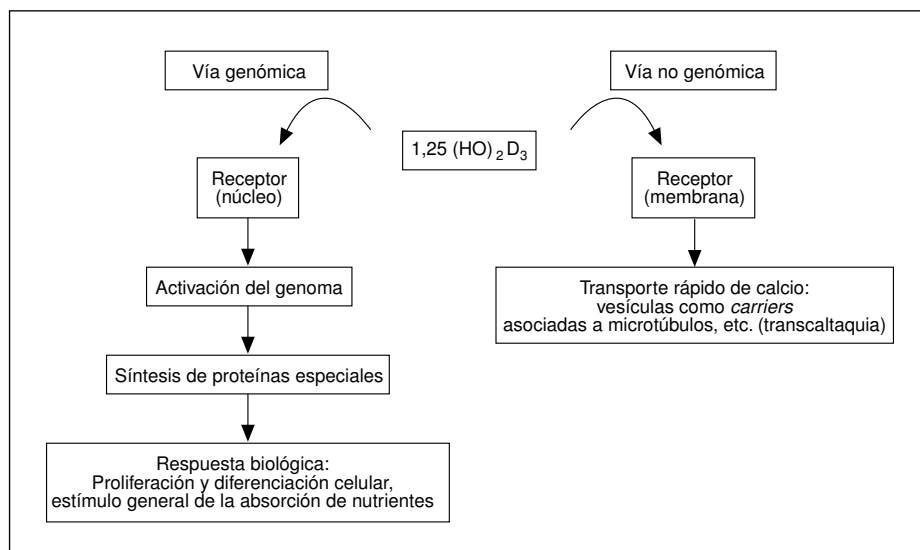 Vía genómica
Vía no genómica
1,25 (HO)₂D₃
Receptor
(núcleo)
Receptor
(membrana)
Activación del genoma
Transporte rápido de calcio:
vesículas como carriers
asociadas a microtúbulos, etc. (transcaltaquia)
Síntesis de proteínas especiales
Respuesta biológica:
Proliferación y diferenciación celular,
estímulo general de la absorción de nutrientes